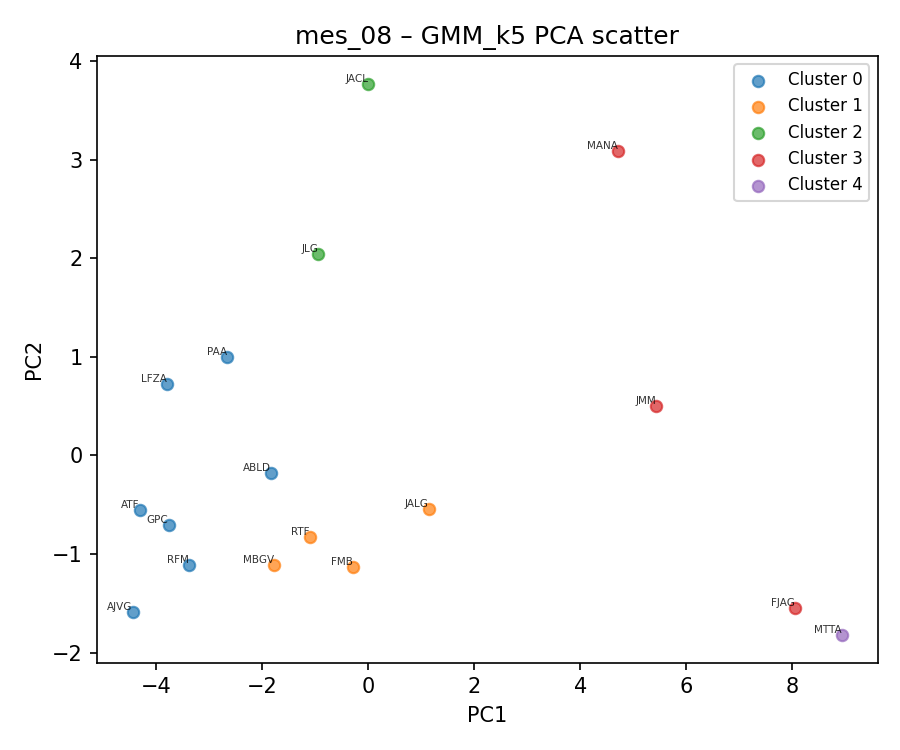 mes_08 – GMM_k5 PCA scatter
Cluster 0
Cluster 1
Cluster 2
Cluster 3
Cluster 4
JACL
MANA
JLG
PAA
LFZA
JMM
ABLD
ATF
GPC
JALG
RTF
RFM
MBGV
FMB
AJVG
FJAG
MTTA
4
3
2
1
0
−1
−2
PC2
−4
−2
0
2
4
6
8
PC1